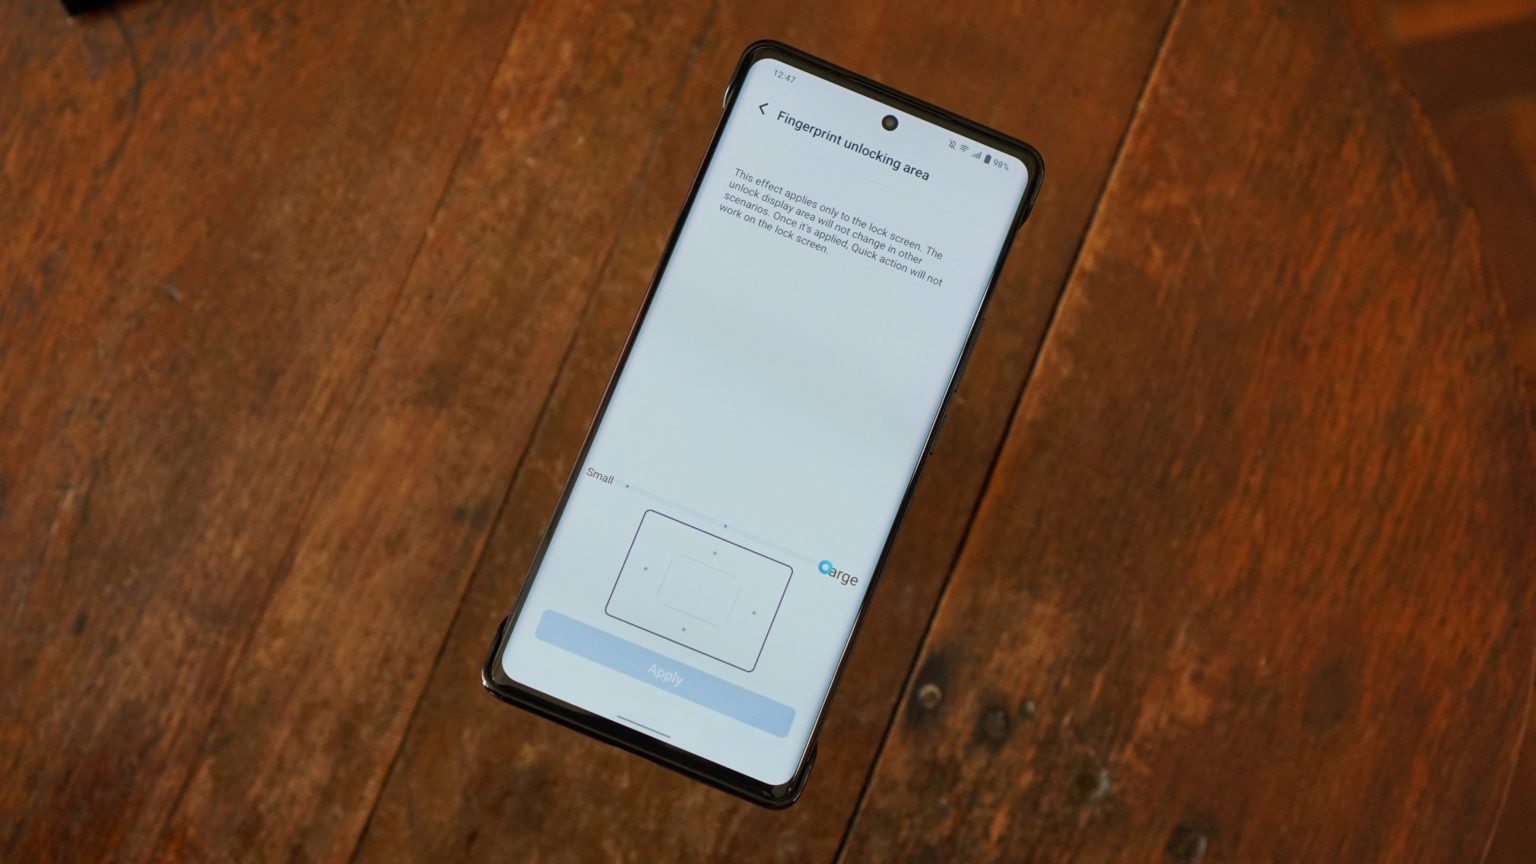 12:47
98%
Fingerprint unlocking area
This effect applies only to the lock screen. The
unlock display area will not change in other
scenarios. Once it's applied, Quick action will not
work on the lock screen.
Small
arge
Apply